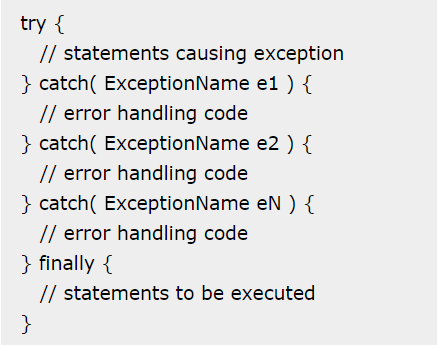 try {
// statements causing exception
} catch( ExceptionName e1 ) {
// error handling code
} catch( ExceptionName e2 ) {
// error handling code
} catch( ExceptionName eN ) {
// error handling code
} finally {
// statements to be executed
}